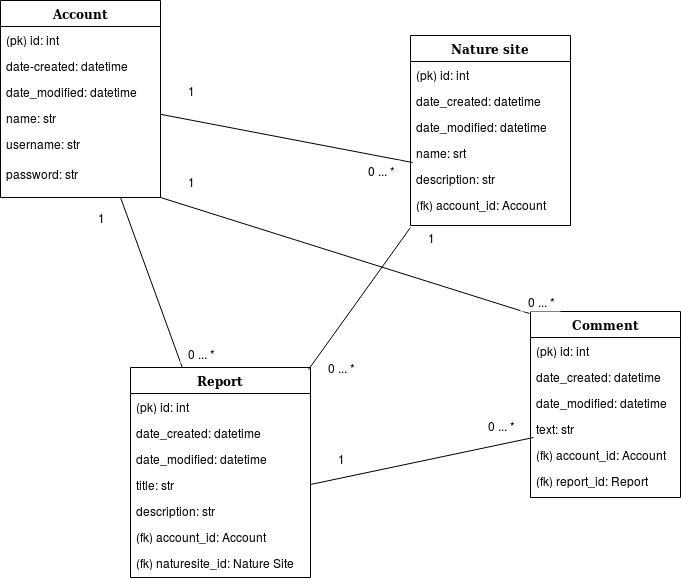 Account
(pk) id: int
date-created: datetime
date_modified: datetime
name: str
username: str
password: str
1
0 ... *
1
0 ... *
1
0 ... *
Nature site
(pk) id: int
date_created: datetime
date_modified: datetime
name: srt
description: str
(fk) account_id: Account
1
0 ... *
Report
(pk) id: int
date_created: datetime
date_modified: datetime
title: str
description: str
(fk) account_id: Account
(fk) naturesite_id: Nature Site
1
0 ... *
Comment
(pk) id: int
date_created: datetime
date_modified: datetime
text: str
(fk) account_id: Account
(fk) report_id: Report